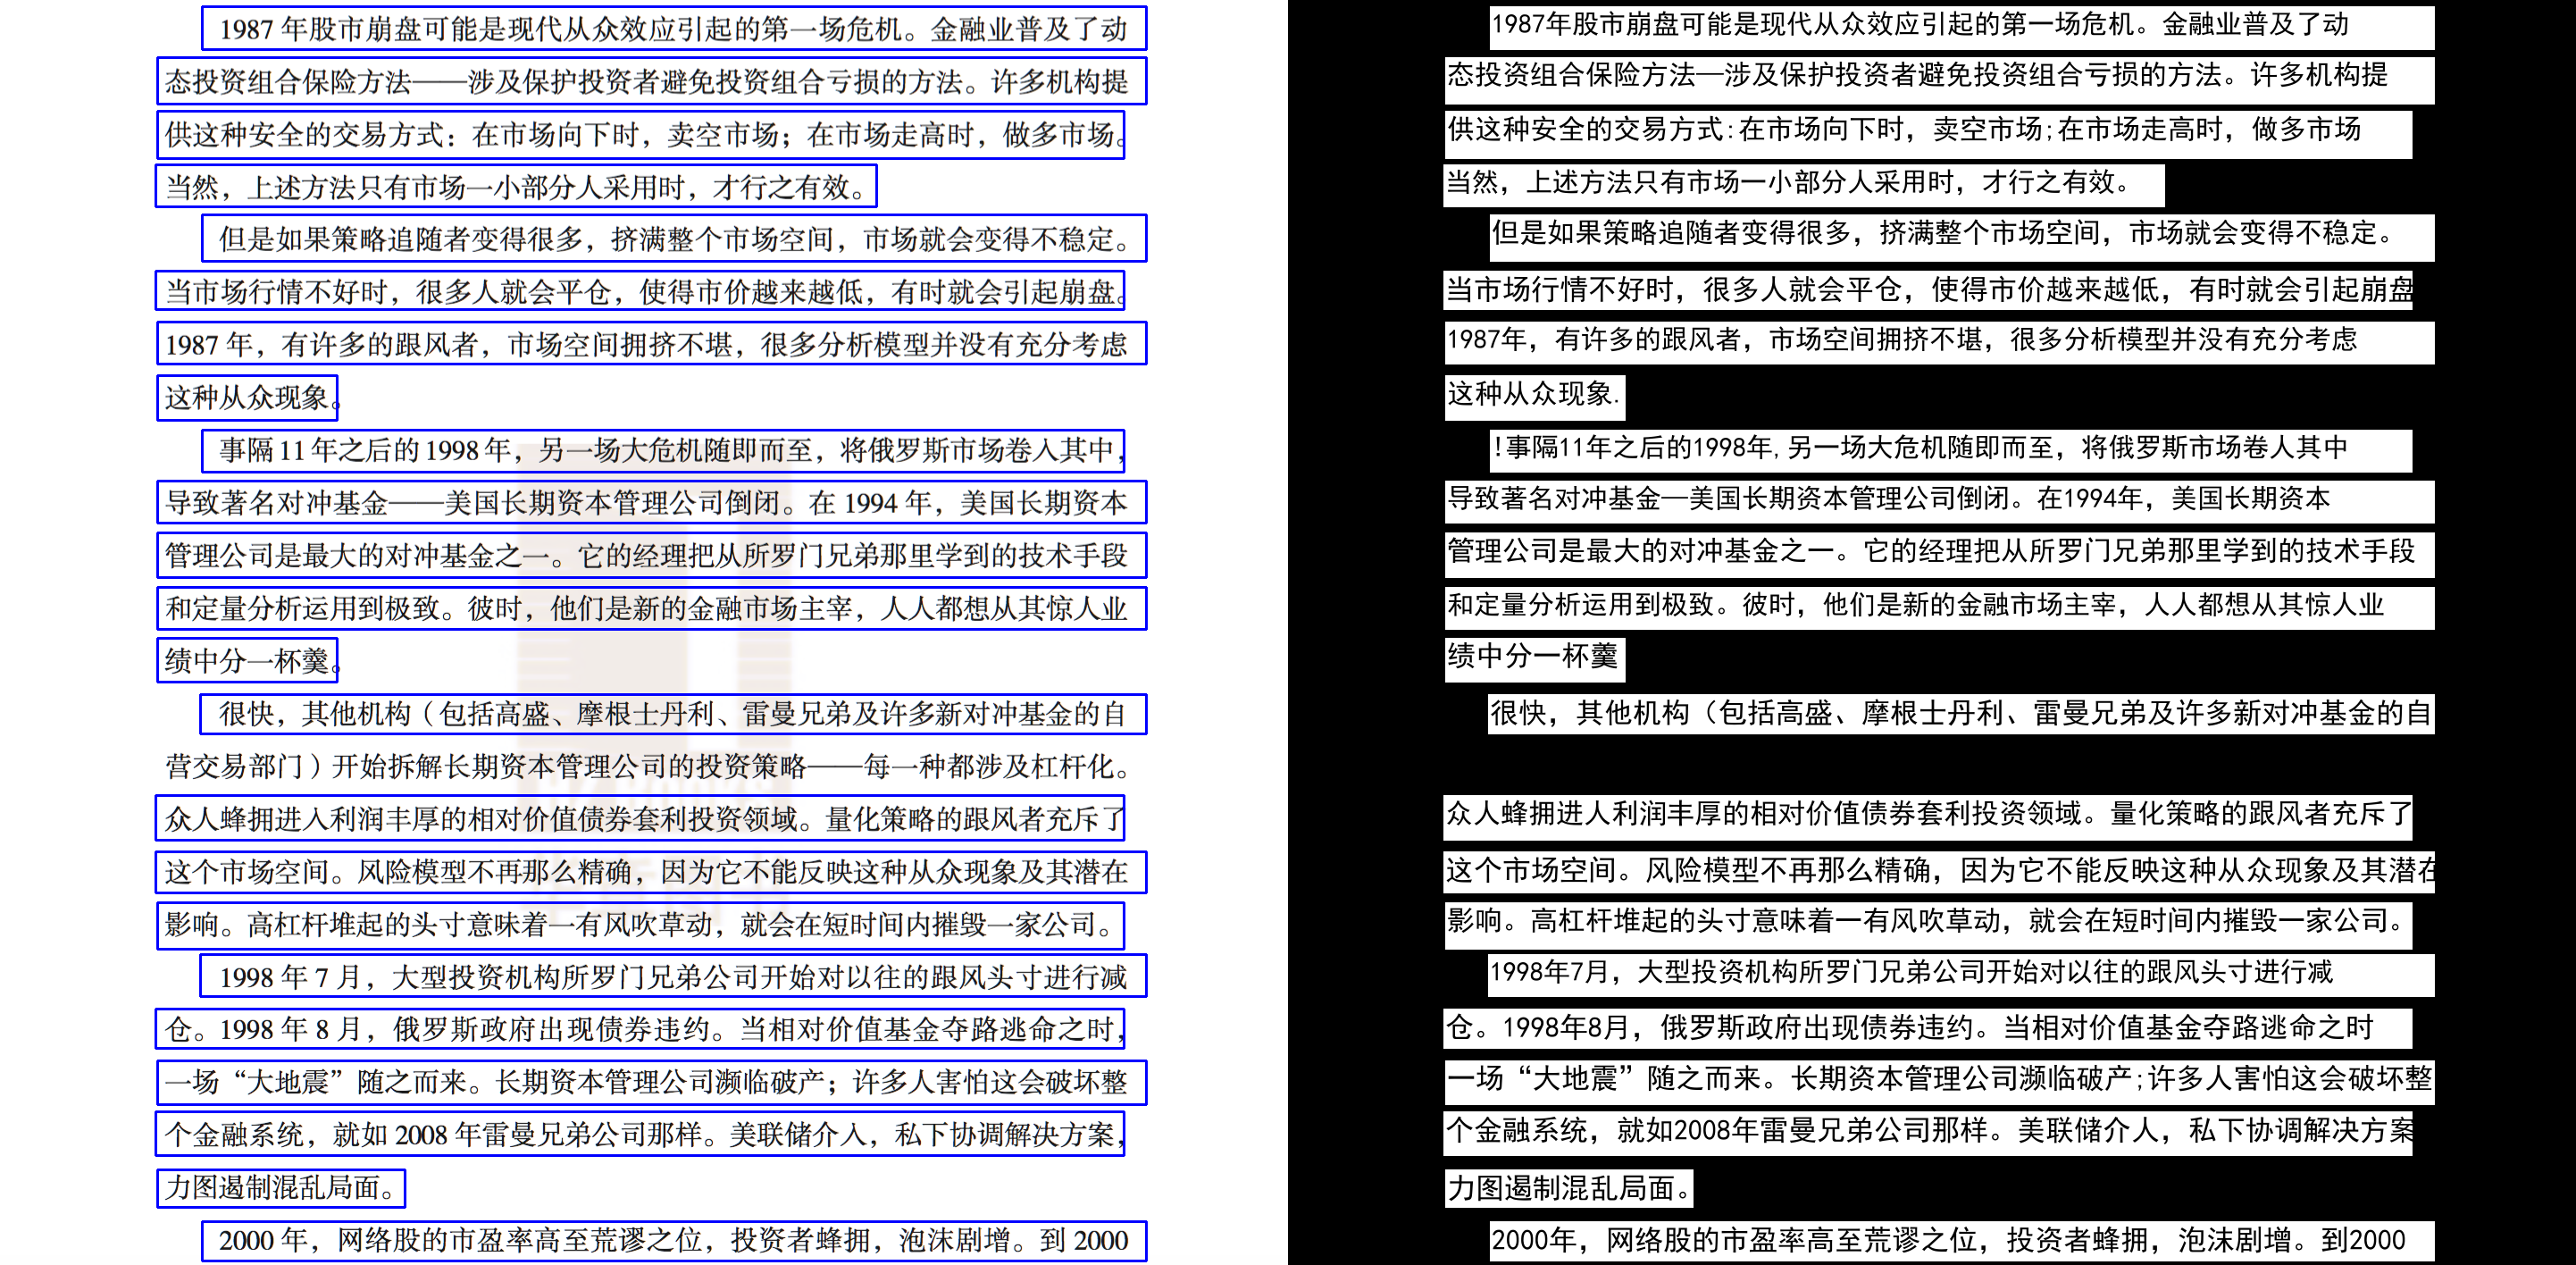 1987 年股市崩盘可能是现代从众效应引起的第一场危机。金融业普及了动
态投资组合保险方法——涉及保护投资者避免投资组合亏损的方法。许多机构提
供这种安全的交易方式：在市场向下时，卖空市场；在市场走高时，做多市场。
当然，上述方法只有市场一小部分人采用时，才行之有效。
但是如果策略追随者变得很多，挤满整个市场空间，市场就会变得不稳定。
当市场行情不好时，很多人就会平仓，使得市价越来越低，有时就会引起崩盘。
1987 年，有许多的跟风者，市场空间拥挤不堪，很多分析模型并没有充分考虑
这种从众现象。
事隔 11 年之后的 1998 年，另一场大危机随即而至，将俄罗斯市场卷入其中，
导致著名对冲基金——美国长期资本管理公司倒闭。在 1994 年，美国长期资本
管理公司是最大的对冲基金之一。它的经理把从所罗门兄弟那里学到的技术手段
和定量分析运用到极致。彼时，他们是新的金融市场主宰，人人都想从其惊人业
绩中分一杯羹。
很快，其他机构（包括高盛、摩根士丹利、雷曼兄弟及许多新对冲基金的自
营交易部门）开始拆解长期资本管理公司的投资策略——每一种都涉及杠杆化。
众人蜂拥进入利润丰厚的相对价值债券套利投资领域。量化策略的跟风者充斥了
这个市场空间。风险模型不再那么精确，因为它不能反映这种从众现象及其潜在
影响。高杠杆堆起的头寸意味着一有风吹草动，就会在短时间内摧毁一家公司。
1998 年 7 月，大型投资机构所罗门兄弟公司开始对以往的跟风头寸进行减
仓。1998 年 8 月，俄罗斯政府出现债券违约。当相对价值基金夺路逃命之时，
一场“大地震”随之而来。长期资本管理公司濒临破产；许多人害怕这会破坏整
个金融系统，就如 2008 年雷曼兄弟公司那样。美联储介入，私下协调解决方案，
力图遏制混乱局面。
2000 年，网络股的市盈率高至荒谬之位，投资者蜂拥，泡沫剧增。到 2000
1987年股市崩盘可能是现代从众效应引起的第一场危机。金融业普及了动
态投资组合保险方法—涉及保护投资者避免投资组合亏损的方法。许多机构提
供这种安全的交易方式:在市场向下时，卖空市场;在市场走高时，做多市场
当然，上述方法只有市场一小部分人采用时，才行之有效。
但是如果策略追随者变得很多，挤满整个市场空间，市场就会变得不稳定。
当市场行情不好时，很多人就会平仓，使得市价越来越低，有时就会引起崩盘
1987年，有许多的跟风者，市场空间拥挤不堪，很多分析模型并没有充分考虑
这种从众现象.
!事隔11年之后的1998年,另一场大危机随即而至，将俄罗斯市场卷人其中
导致著名对冲基金—美国长期资本管理公司倒闭。在1994年，美国长期资本
管理公司是最大的对冲基金之一。它的经理把从所罗门兄弟那里学到的技术手段
和定量分析运用到极致。彼时，他们是新的金融市场主宰，人人都想从其惊人业
绩中分一杯羹
很快，其他机构（包括高盛、摩根士丹利、雷曼兄弟及许多新对冲基金的自
众人蜂拥进人利润丰厚的相对价值债券套利投资领域。量化策略的跟风者充斥了
这个市场空间。风险模型不再那么精确，因为它不能反映这种从众现象及其潜在
影响。高杠杆堆起的头寸意味着一有风吹草动，就会在短时间内摧毁一家公司。
1998年7月，大型投资机构所罗门兄弟公司开始对以往的跟风头寸进行减
仓。1998年8月，俄罗斯政府出现债券违约。当相对价值基金夺路逃命之时
一场“大地震”随之而来。长期资本管理公司濒临破产;许多人害怕这会破坏整
个金融系统，就如2008年雷曼兄弟公司那样。美联储介人，私下协调解决方案
力图遏制混乱局面。
2000年，网络股的市盈率高至荒谬之位，投资者蜂拥，泡沫剧增。到2000